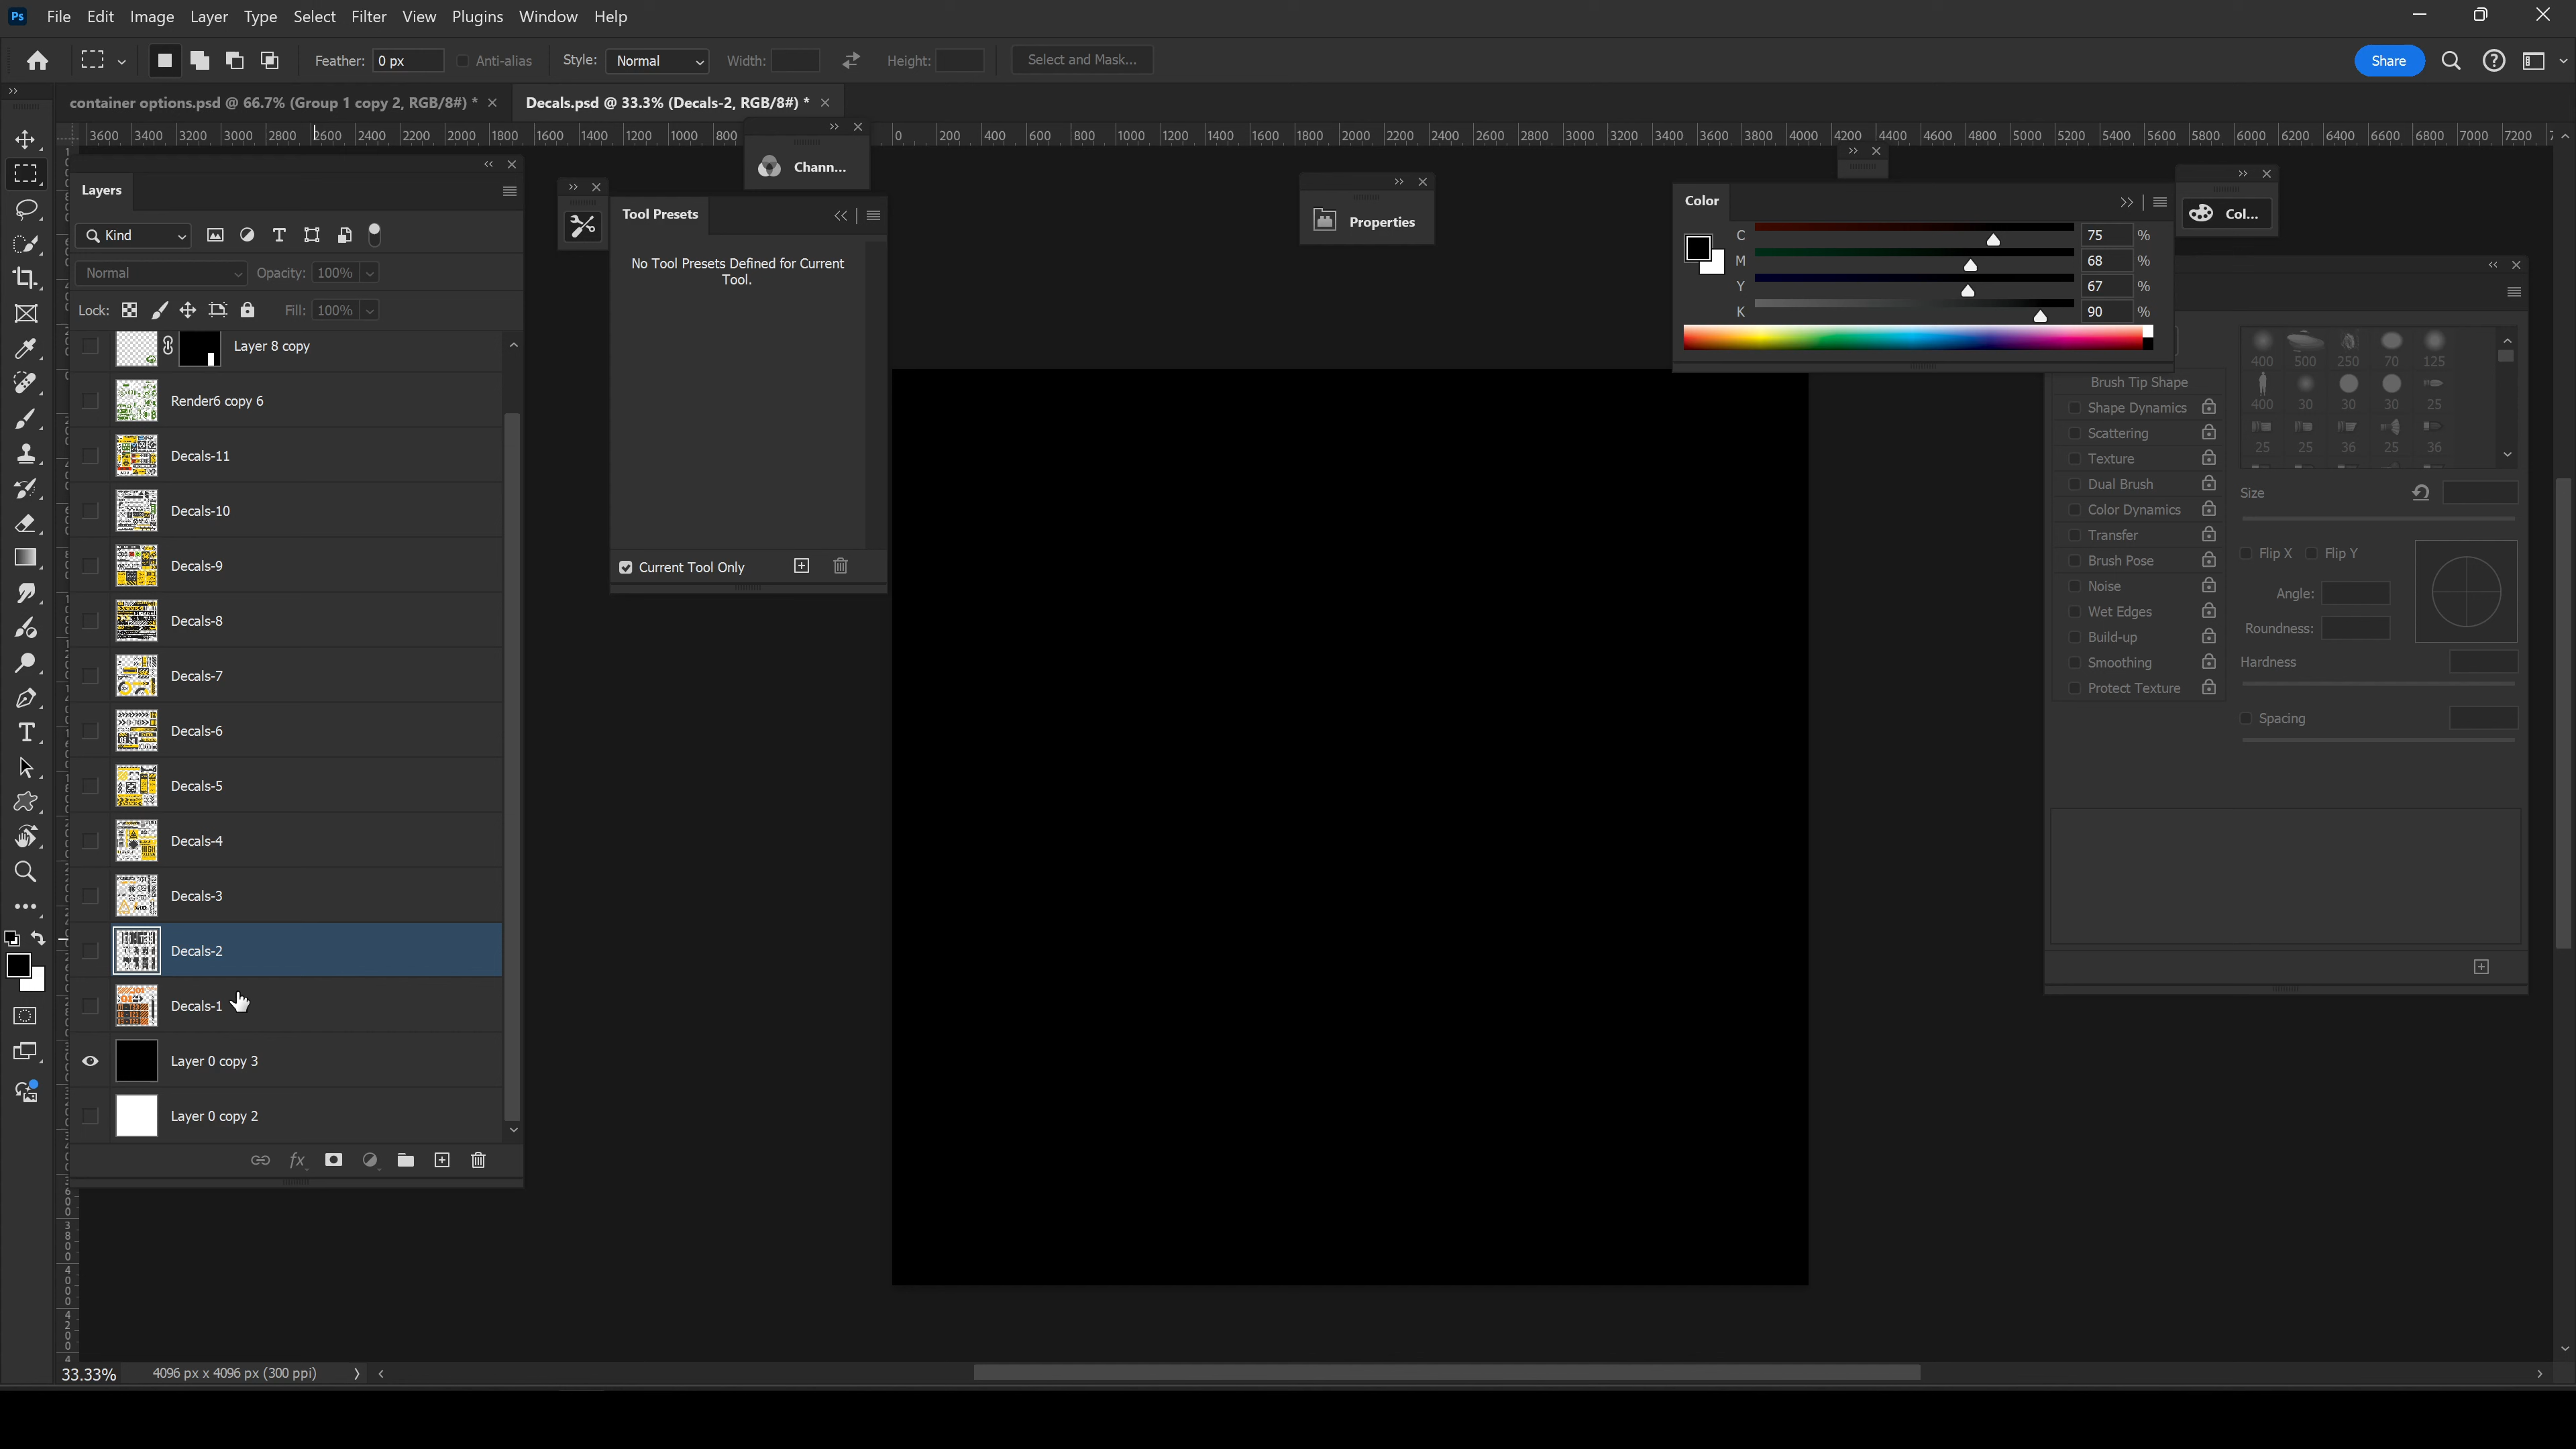 Ps File Edit Image Layer Type Select Filter View Plugins Window Help
Feather: 0 px Anti-alias Style: Normal Width: Height: Select and Mask... Share
container options.psd @ 66.7% (Group 1 copy 2, RGB/8#) * Decals.psd @ 33.3% (Decals-2, RGB/8#) *
3600 3400 3200 3000 2800 2600 2400 2200 2000 1800 1600 1400 1200 1000 800 0 200 400 600 800 1000 1200 1400 1600 1800 2000 2200 2400 2600 2800 3000 3200 3400 3600 3800 4000 4200 4400 4600 4800 5000 5200 5400 5600 5800 6000 6200 6400 6600 6800 7000 7200
Layers
Kind
Normal Opacity: 100%
Lock: Fill: 100%
Layer 8 copy
Render6 copy 6
Decals-11
Decals-10
Decals-9
Decals-8
Decals-7
Decals-6
Decals-5
Decals-4
Decals-3
Decals-2
Decals-1
Layer 0 copy 3
Layer 0 copy 2
fx
Chann...
Tool Presets
No Tool Presets Defined for Current
Tool.
Current Tool Only
Properties
Color
C 75 %
M 68 %
Y 67 %
K 90 %
Col...
Brush Tip Shape
Shape Dynamics
Scattering
Texture
Dual Brush
Color Dynamics
Transfer
Brush Pose
Noise
Wet Edges
Build-up
Smoothing
Protect Texture
400 500 250 70 125
400 30 30 30 25
25 25 36 25 36
Size
Flip X Flip Y
Angle:
Roundness:
Hardness
Spacing
33.33% 4096 px x 4096 px (300 ppi)